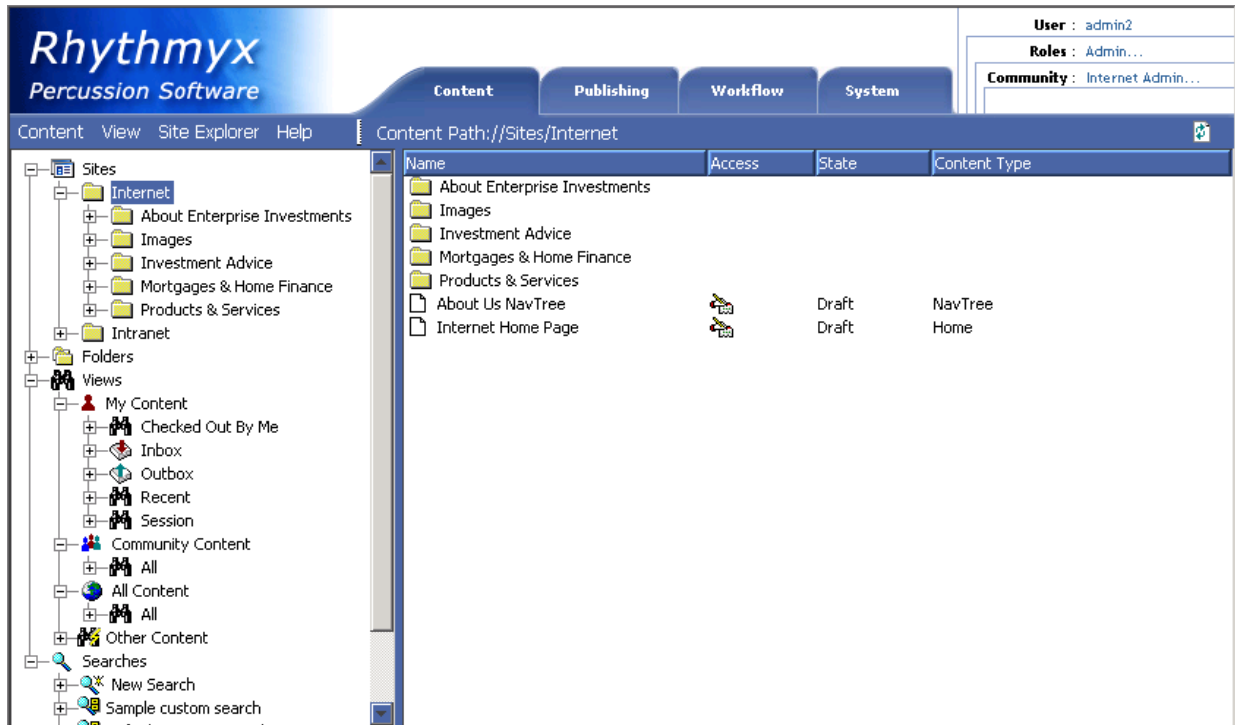 Rhythmyx
Percussion Software
User : admin2
Roles : Admin...
Community : Internet Admin...
Content Publishing Workflow System
Content View Site Explorer Help
Content Path://Sites/Internet
Sites
Internet
About Enterprise Investments
Images
Investment Advice
Mortgages & Home Finance
Products & Services
Intranet
Folders
Views
My Content
Checked Out By Me
Inbox
Outbox
Recent
Session
Community Content
All
All Content
All
Other Content
Searches
New Search
Sample custom search
Name Access State Content Type
About Enterprise Investments
Images
Investment Advice
Mortgages & Home Finance
Products & Services
About Us NavTree Draft NavTree
Internet Home Page Draft Home